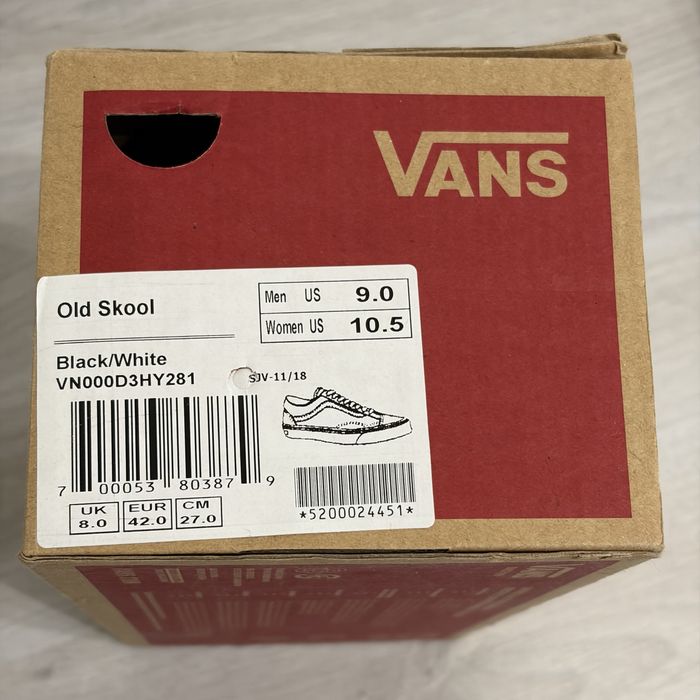 VANS
Old Skool
Men US 9.0
Women US 10.5
Black/White
VN000D3HY281
SJV-11/18
7 00053 80387 9
UK EUR CM
8.0 42.0 27.0
*5200024451*